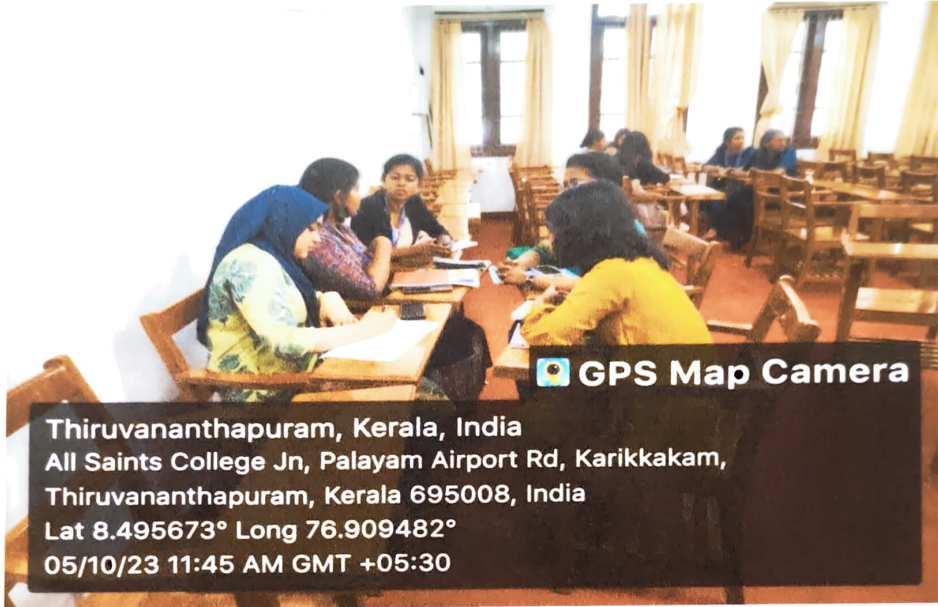 GPS Map Camera
Thiruvananthapuram, Kerala, India
All Saints College Jn, Palayam Airport Rd, Karikkakam,
Thiruvananthapuram, Kerala 695008, India
Lat 8.495673° Long 76.909482°
05/10/23 11:45 AM GMT +05:30